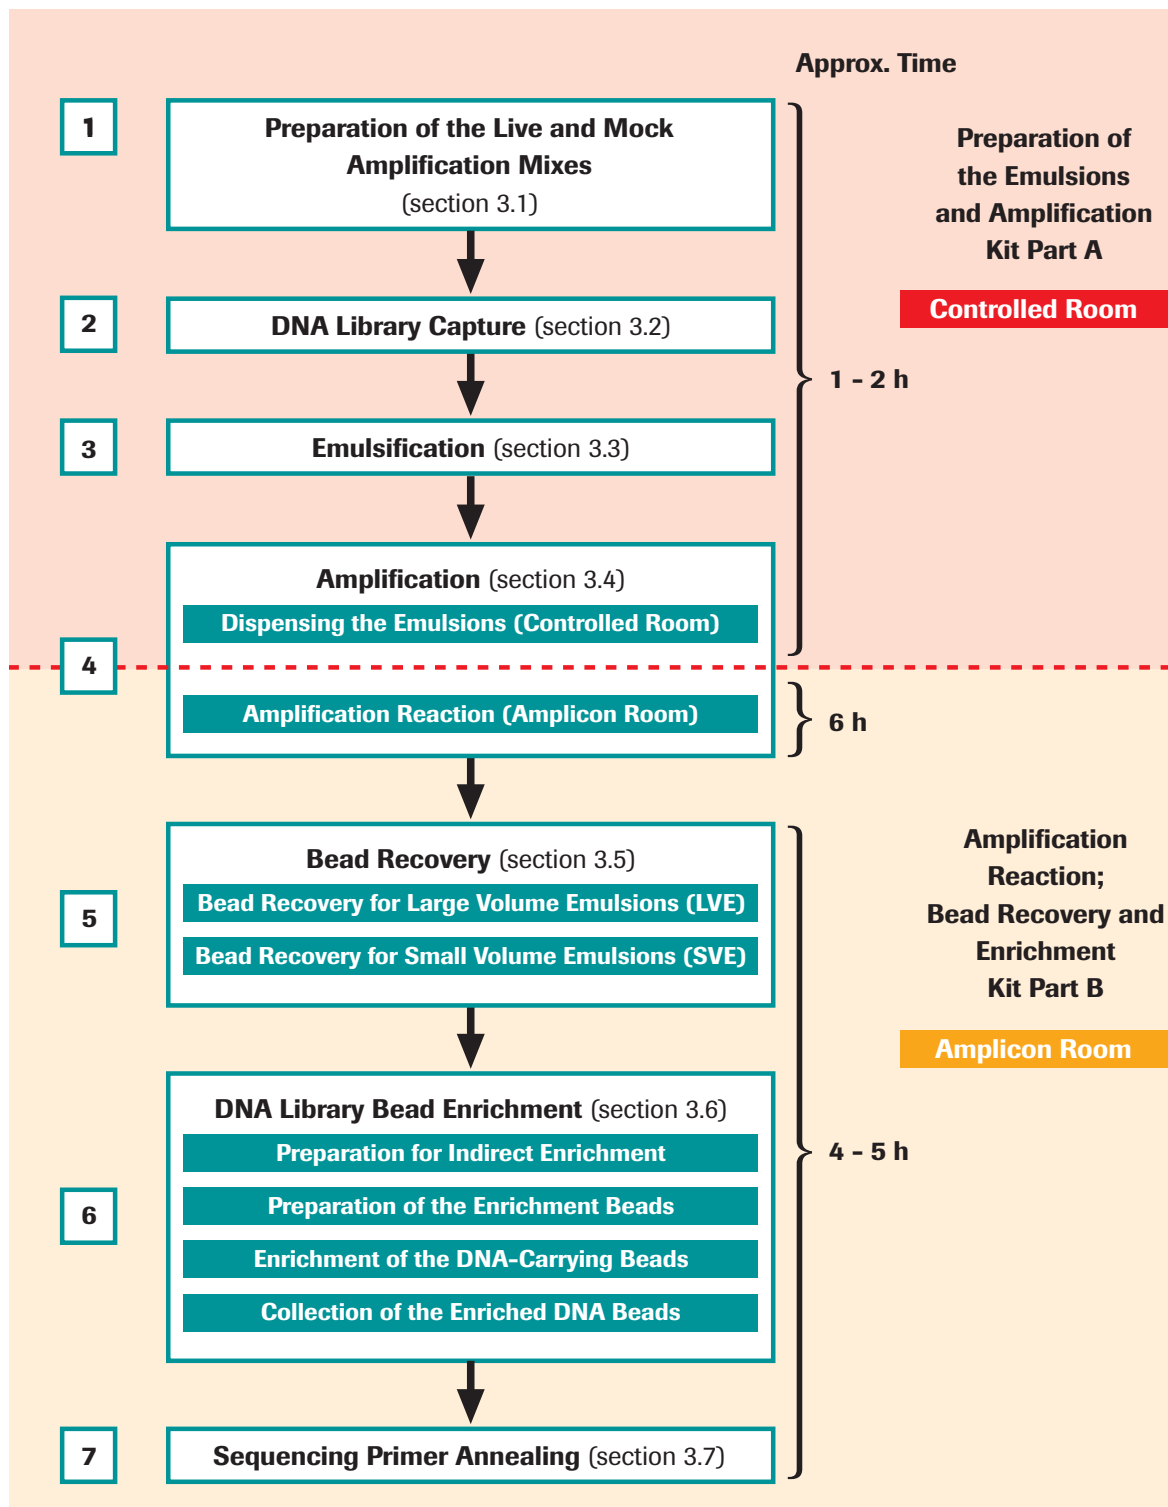 Approx. Time
1
Preparation of the Live and Mock
Amplification Mixes
(section 3.1)
Preparation of
the Emulsions
and Amplification
Kit Part A
Controlled Room
2
DNA Library Capture (section 3.2)
1 - 2 h
3
Emulsification (section 3.3)
4
Amplification (section 3.4)
Dispensing the Emulsions (Controlled Room)
Amplification Reaction (Amplicon Room)
6 h
5
Bead Recovery (section 3.5)
Bead Recovery for Large Volume Emulsions (LVE)
Bead Recovery for Small Volume Emulsions (SVE)
Amplification
Reaction;
Bead Recovery and
Enrichment
Kit Part B
Amplicon Room
6
DNA Library Bead Enrichment (section 3.6)
Preparation for Indirect Enrichment
Preparation of the Enrichment Beads
Enrichment of the DNA-Carrying Beads
Collection of the Enriched DNA Beads
4 - 5 h
7
Sequencing Primer Annealing (section 3.7)